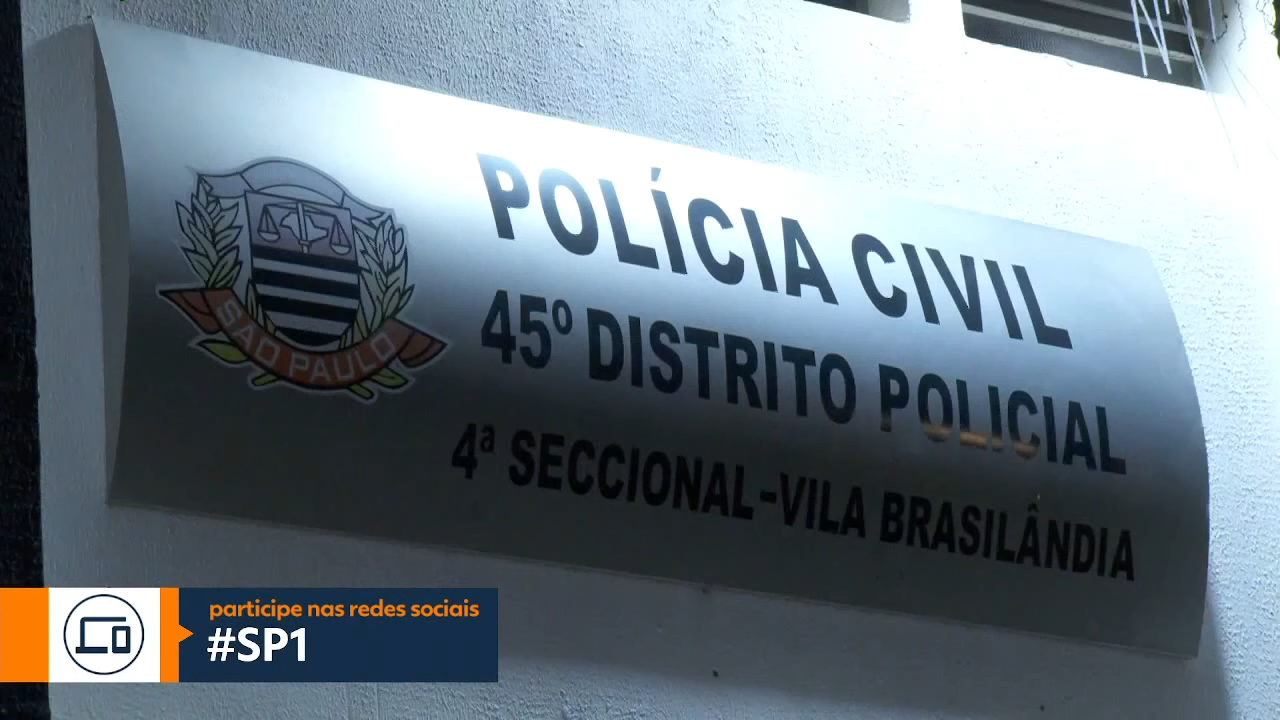 POLÍCIA CIVIL
45º DISTRITO POLICIAL
4ª SECCIONAL-VILA BRASILÂNDIA
SÃO PAULO
participe nas redes sociais
#SP1